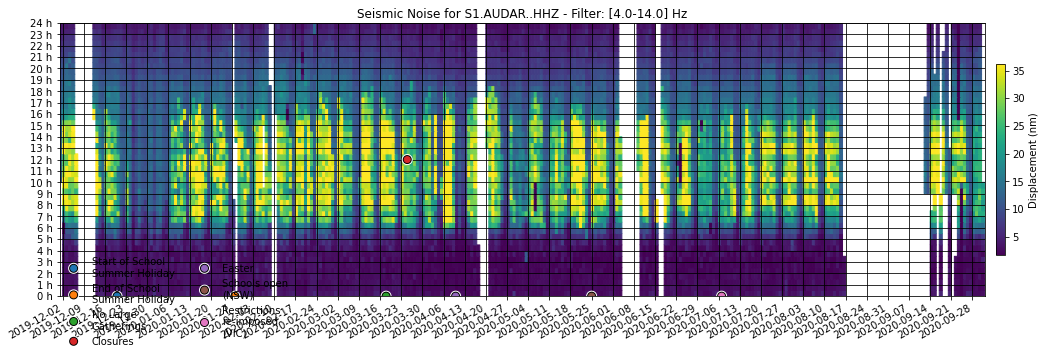 Seismic Noise for S1.AUDAR..HHZ - Filter: [4.0-14.0] Hz
24 h
23 h
22 h
21 h
20 h
19 h
18 h
17 h
16 h
15 h
14 h
13 h
12 h
11 h
10 h
9 h
8 h
7 h
6 h
5 h
4 h
3 h
2 h
1 h
0 h
35
30
25
20
15
10
5
Displacement (nm)
Start of School
Summer Holiday
End of School
Summer Holiday
No Large
Gatherings
Closures
Easter
Schools open
(NSW)
Restrictions
re-imposed
(VIC)
2019-12-02
2019-12-09
2019-12-16
2020-01-06
2020-01-13
2020-01-20
2020-02-17
2020-02-24
2020-03-02
2020-03-09
2020-03-16
2020-03-23
2020-03-30
2020-04-06
2020-04-13
2020-04-20
2020-04-27
2020-05-04
2020-05-11
2020-05-18
2020-05-25
2020-06-01
2020-06-08
2020-06-15
2020-06-22
2020-06-29
2020-07-06
2020-07-13
2020-07-20
2020-07-27
2020-08-03
2020-08-10
2020-08-17
2020-08-24
2020-08-31
2020-09-07
2020-09-14
2020-09-21
2020-09-28